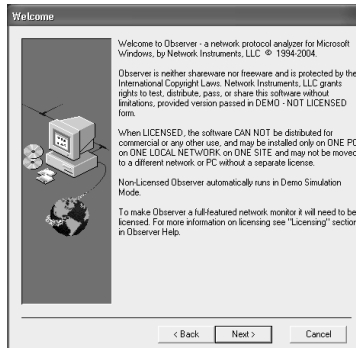 Welcome
Welcome to Observer - a network protocol analyzer for Microsoft
Windows, by Network Instruments, LLC © 1994-2004.
Observer is neither shareware nor freeware and is protected by the
International Copyright Laws. Network Instruments, LLC grants
rights to test, distribute, pass, or share this software without
limitations, provided version passed in DEMO - NOT LICENSED
form.
When LICENSED, the software CAN NOT be distributed for
commercial or any other use, and may be installed only on ONE PC
on ONE LOCAL NETWORK on ONE SITE and may not be moved
to a different network or PC without a separate license.
Non-Licensed Observer automatically runs in Demo Simulation
Mode.
To make Observer a full-featured network monitor it will need to be
licensed. For more information on licensing see "Licensing" section
in Observer Help.
< Back
Next >
Cancel